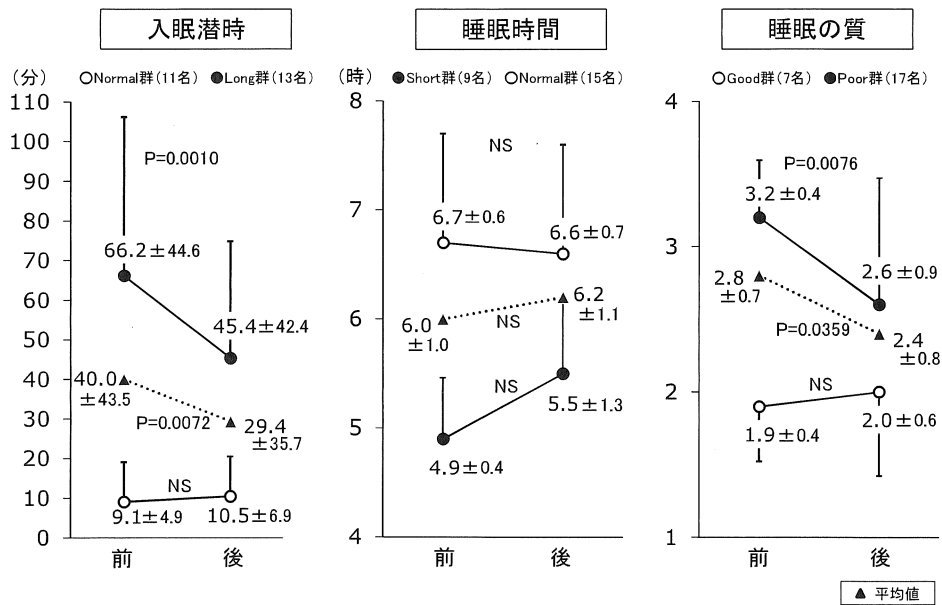 入眠潜時
(分) ○Normal群(11名) ●Long群(13名)
110
100
90
80
70
60
50
40
30
20
10
0
P=0.0010
66.2±44.6
45.4±42.4
40.0
±43.5
P=0.0072
29.4
±35.7
NS
9.1±4.9
10.5±6.9
前 後
睡眠時間
(時) ●Short群(9名) ○Normal群(15名)
8
7
6
5
4
NS
6.7±0.6
6.6±0.7
6.0
±1.0
NS
6.2
±1.1
NS
5.5±1.3
4.9±0.4
前 後
睡眠の質
○Good群(7名) ●Poor群(17名)
4
3
2
1
P=0.0076
3.2±0.4
2.6±0.9
2.8
±0.7
P=0.0359
2.4
±0.8
NS
1.9±0.4
2.0±0.6
前 後
▲ 平均値